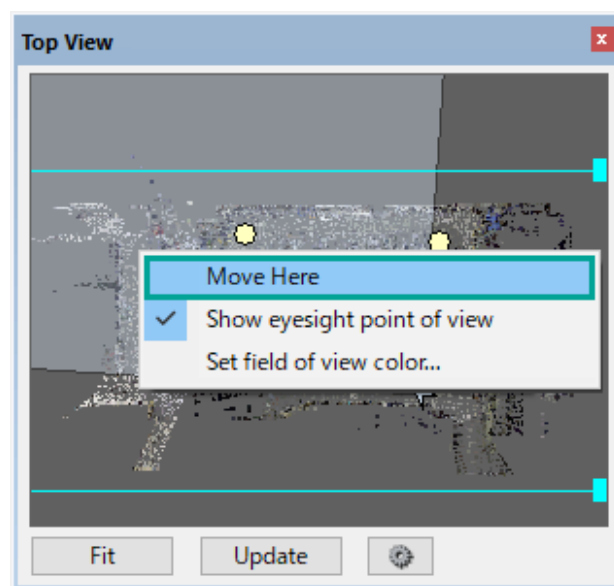 Top View
Move Here
Show eyesight point of view
Set field of view color...
Fit
Update